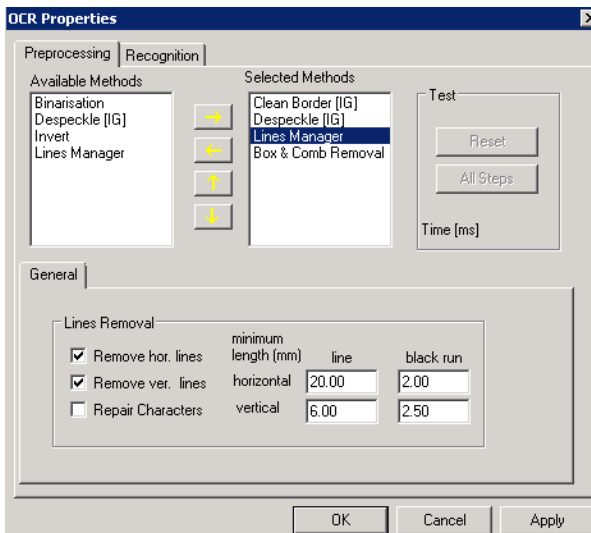 OCR Properties
Preprocessing
Recognition
Available Methods
Binarisation
Despeckle [IG]
Invert
Lines Manager
Selected Methods
Clean Border [IG]
Despeckle [IG]
Lines Manager
Box & Comb Removal
Test
Reset
All Steps
Time [ms]
General
Lines Removal
minimum
length (mm) line black run
Remove hor. lines horizontal 20.00 2.00
Remove ver. lines vertical 6.00 2.50
Repair Characters
OK Cancel Apply